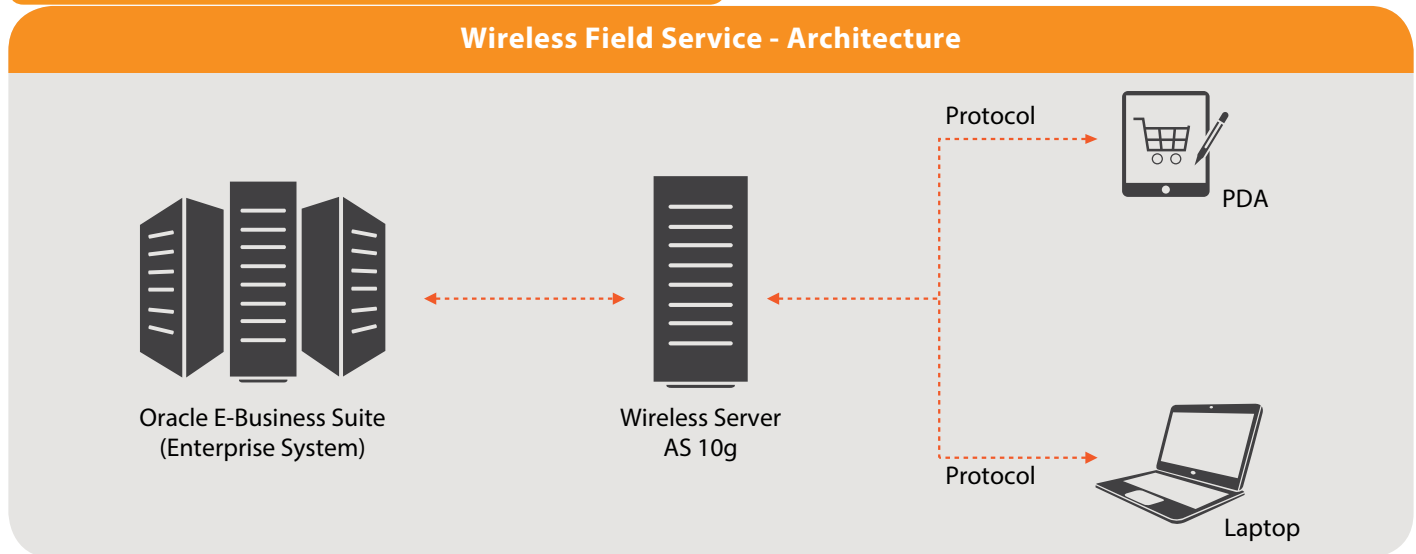 Wireless Field Service - Architecture
Protocol
PDA
Oracle E-Business Suite
(Enterprise System)
Wireless Server
AS 10g
Protocol
Laptop